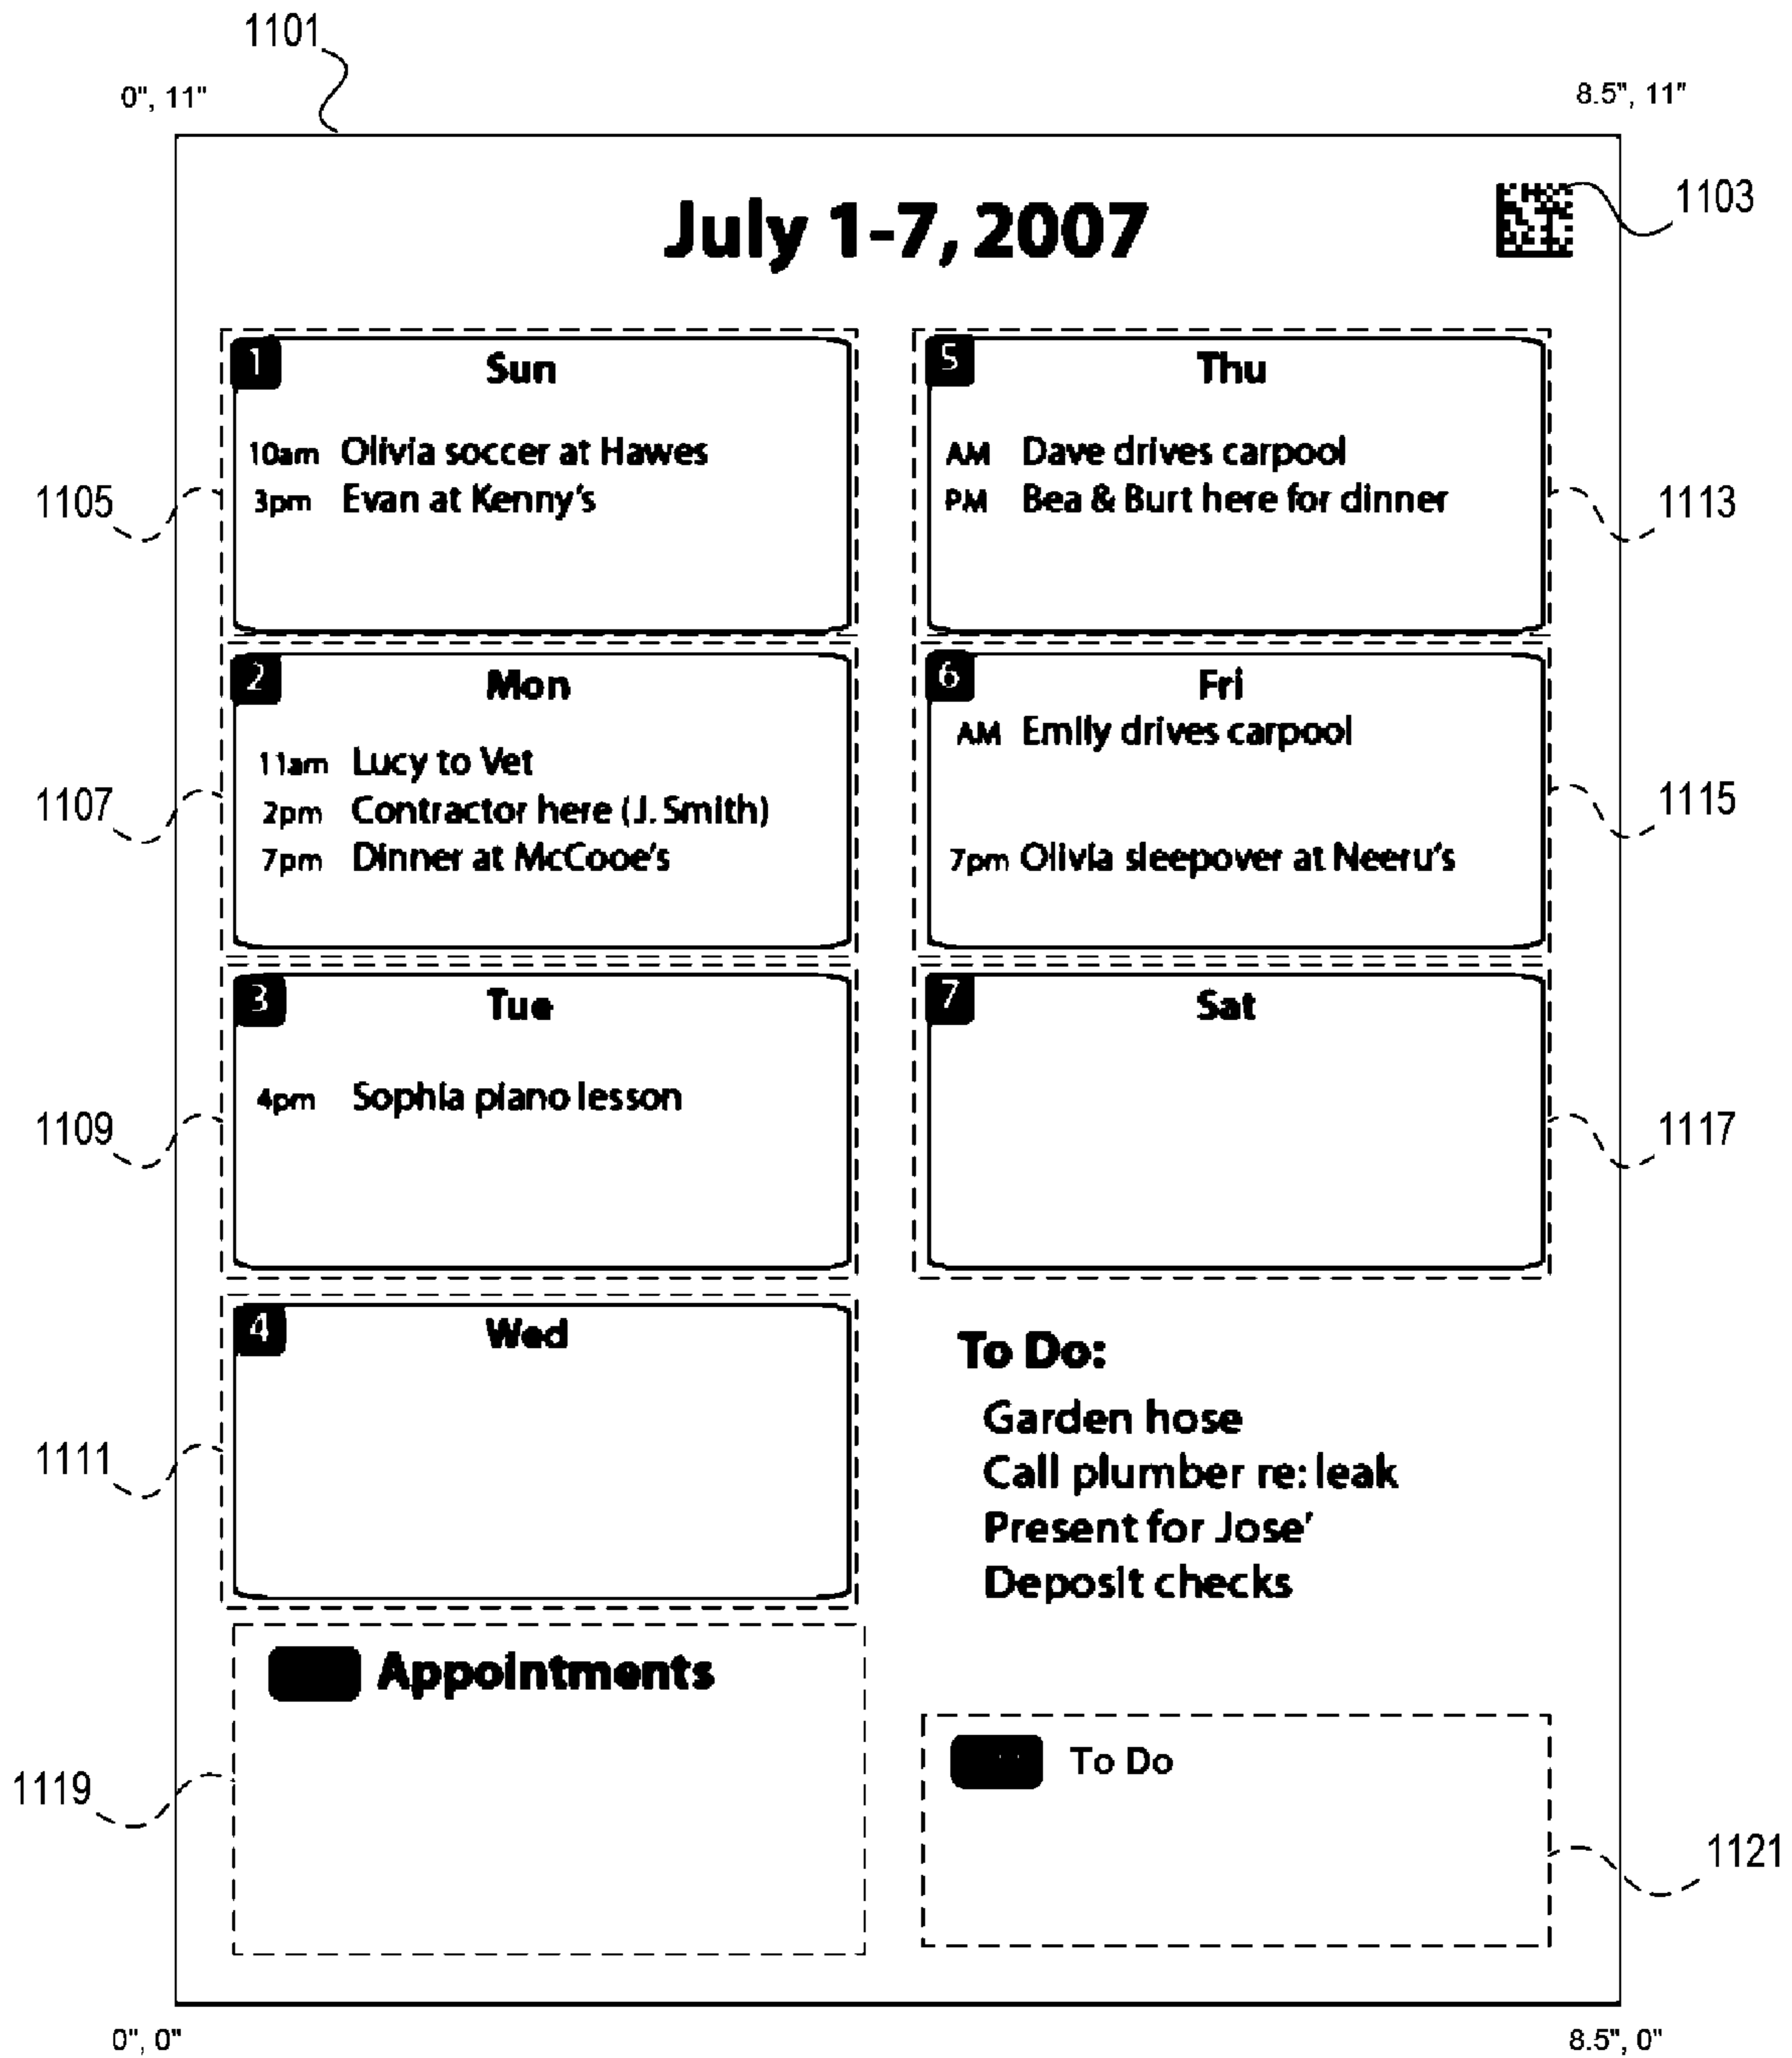 1101
0", 11"
8.5", 11"
July 1-7, 2007
1103
1
Sun
10am Olivia soccer at Hawes
3pm Evan at Kenny's
1105
5
Thu
AM Dave drives carpool
PM Bea & Burt here for dinner
1113
2
Mon
11am Lucy to Vet
2pm Contractor here (J. Smith)
7pm Dinner at McCooe's
1107
6
Fri
AM Emily drives carpool
7pm Olivia sleepover at Neeru's
1115
3
Tue
4pm Sophia piano lesson
1109
7
Sat
1117
4
Wed
1111
To Do:
Garden hose
Call plumber re: leak
Present for Jose'
Deposit checks
Appointments
1119
To Do
1121
0", 0"
8.5", 0"